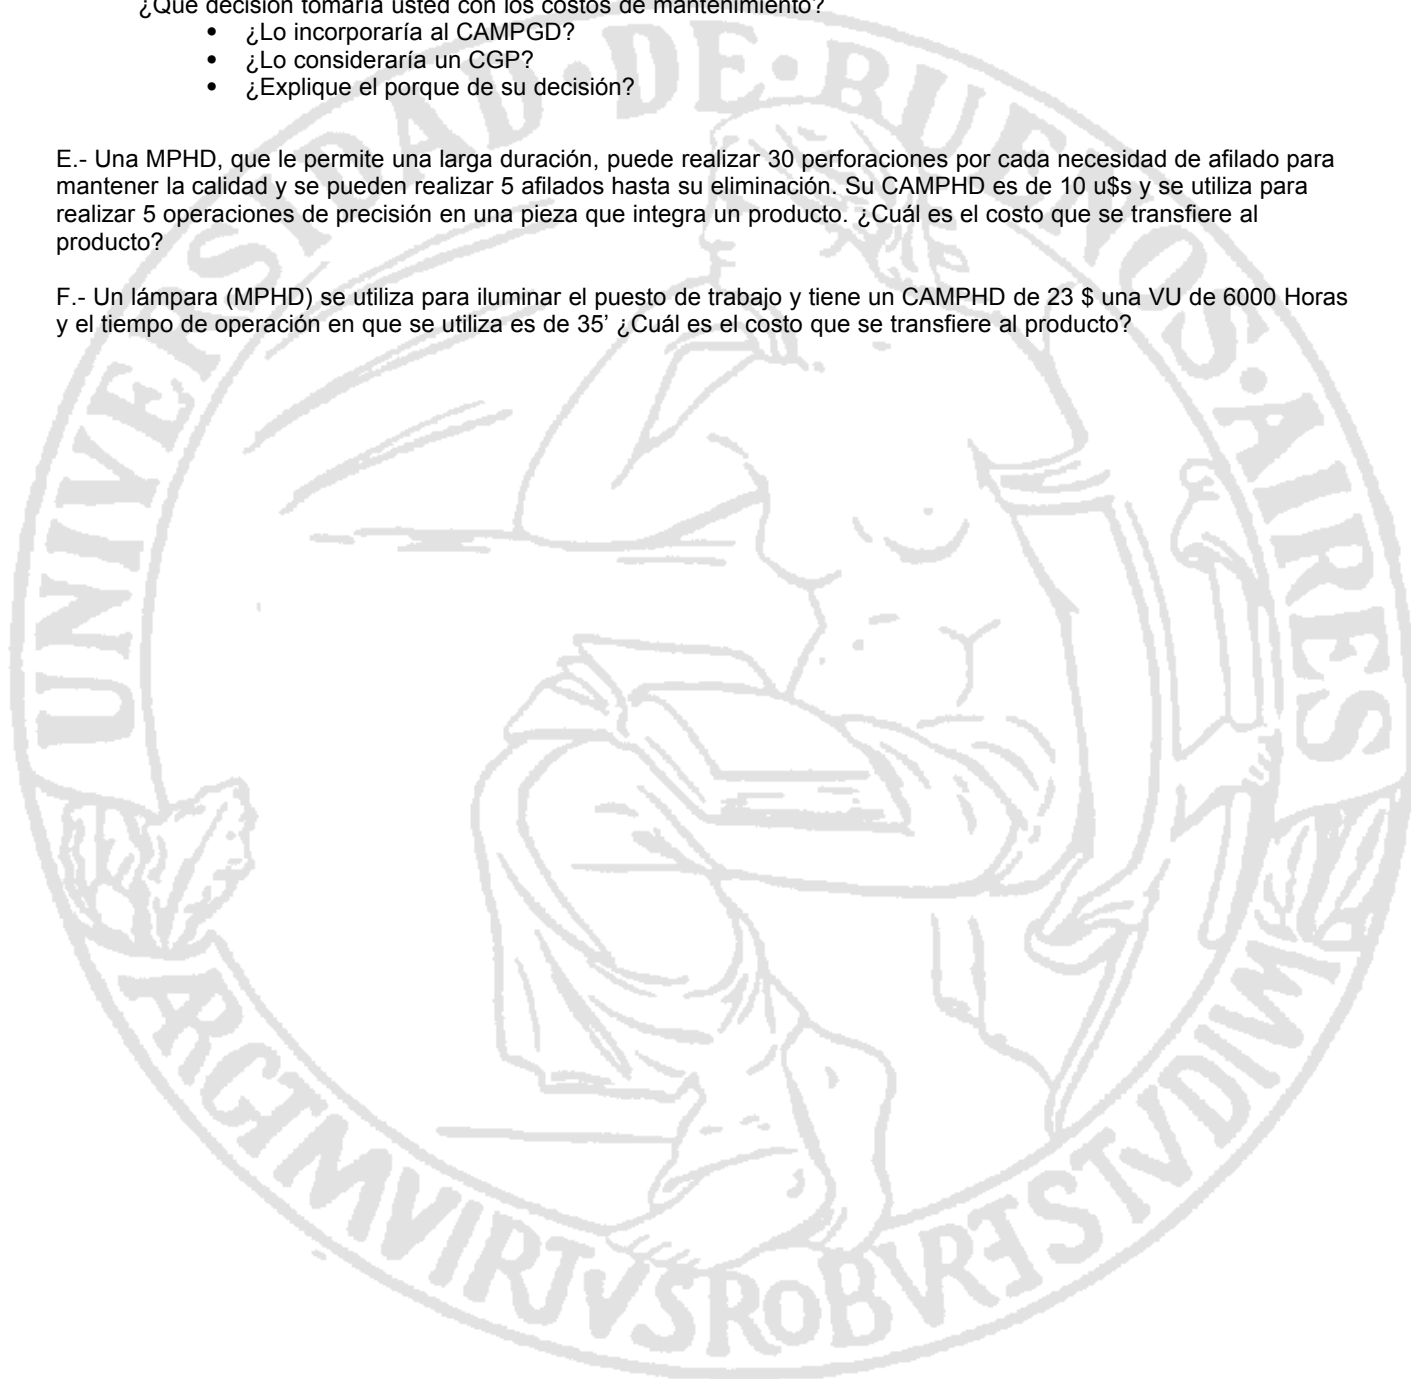 ¿Qué decisión tomaría usted con los costos de mantenimiento?
• ¿Lo incorporaría al CAMPGD?
• ¿Lo consideraría un CGP?
• ¿Explique el porque de su decisión?
E.- Una MPHD, que le permite una larga duración, puede realizar 30 perforaciones por cada necesidad de afilado para
mantener la calidad y se pueden realizar 5 afilados hasta su eliminación. Su CAMPHD es de 10 u$s y se utiliza para
realizar 5 operaciones de precisión en una pieza que integra un producto. ¿Cuál es el costo que se transfiere al
producto?
F.- Un lámpara (MPHD) se utiliza para iluminar el puesto de trabajo y tiene un CAMPHD de 23 $ una VU de 6000 Horas
y el tiempo de operación en que se utiliza es de 35’ ¿Cuál es el costo que se transfiere al producto?
UNIVERSIDAD•DE•BUENOS•AIRES
ARGTMVIRTVSROBVRESTVDIVM